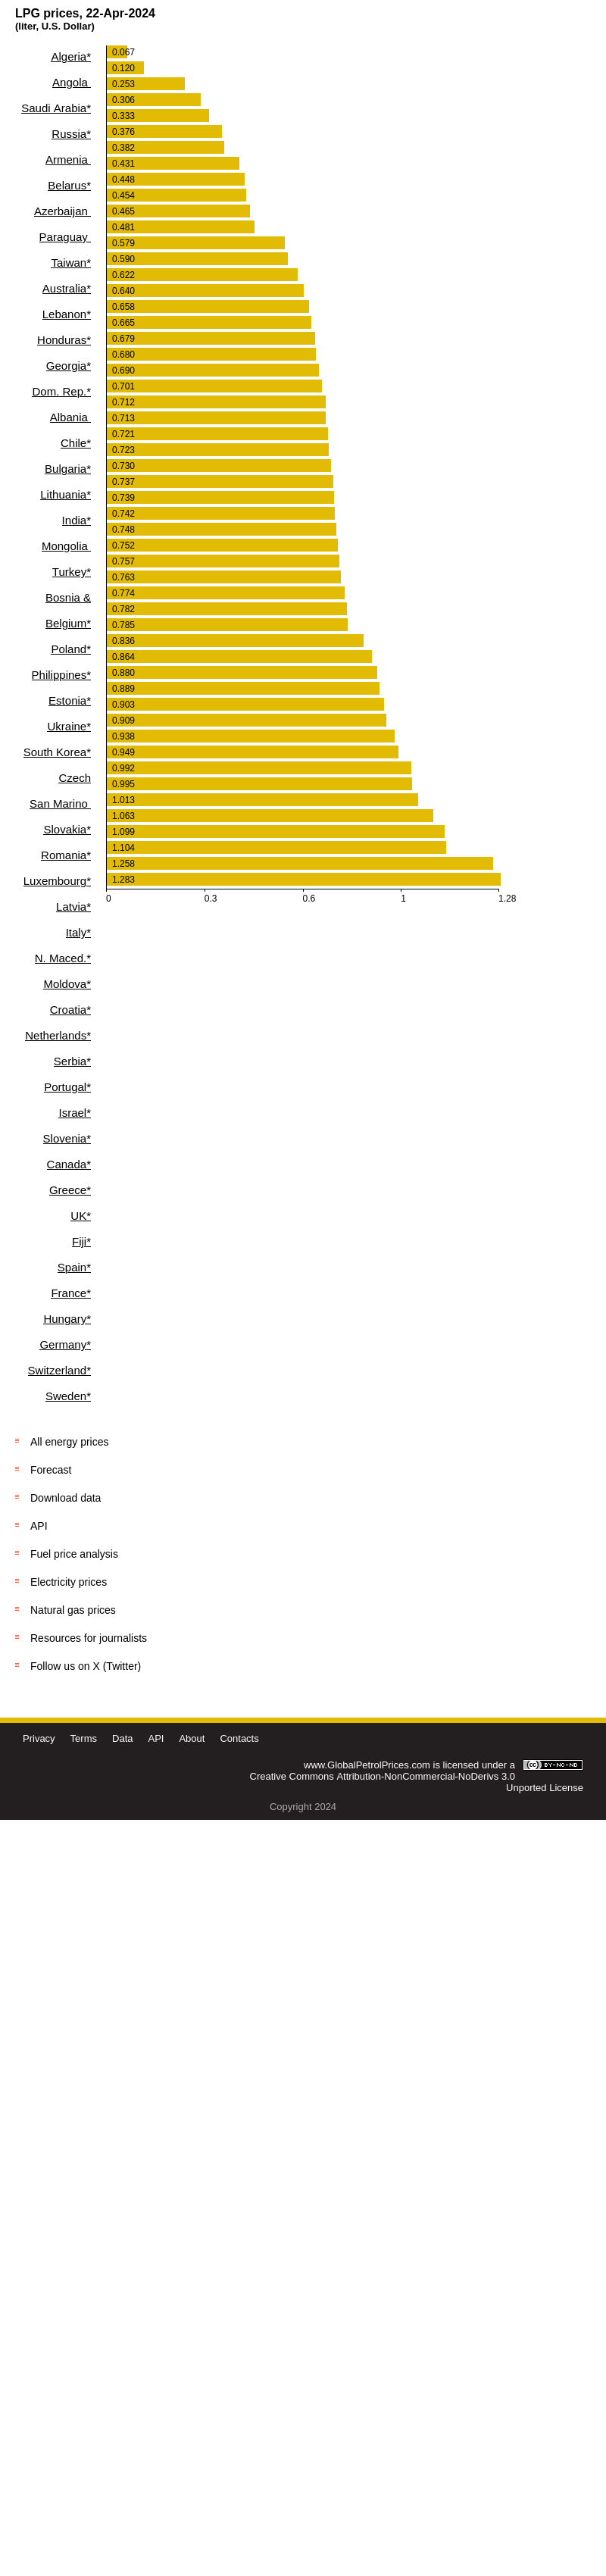 LPG prices, 22-Apr-2024
(liter, U.S. Dollar)
Algeria*
Angola
Saudi Arabia*
Russia*
Armenia
Belarus*
Azerbaijan
Paraguay
Taiwan*
Australia*
Lebanon*
Honduras*
Georgia*
Dom. Rep.*
Albania
Chile*
Bulgaria*
Lithuania*
India*
Mongolia
Turkey*
Bosnia &
Belgium*
Poland*
Philippines*
Estonia*
Ukraine*
South Korea*
Czech
San Marino
Slovakia*
Romania*
Luxembourg*
Latvia*
Italy*
N. Maced.*
Moldova*
Croatia*
Netherlands*
Serbia*
Portugal*
Israel*
Slovenia*
Canada*
Greece*
UK*
Fiji*
Spain*
France*
Hungary*
Germany*
Switzerland*
Sweden*
0.067
0.120
0.253
0.306
0.333
0.376
0.382
0.431
0.448
0.454
0.465
0.481
0.579
0.590
0.622
0.640
0.658
0.665
0.679
0.680
0.690
0.701
0.712
0.713
0.721
0.723
0.730
0.737
0.739
0.742
0.748
0.752
0.757
0.763
0.774
0.782
0.785
0.836
0.864
0.880
0.889
0.903
0.909
0.938
0.949
0.992
0.995
1.013
1.063
1.099
1.104
1.258
1.283
0 0.3 0.6 1 1.28
All energy prices
Forecast
Download data
API
Fuel price analysis
Electricity prices
Natural gas prices
Resources for journalists
Follow us on X (Twitter)
Privacy Terms Data API About Contacts
www.GlobalPetrolPrices.com is licensed under a
(cc) BY-NC-ND
Creative Commons Attribution-NonCommercial-NoDerivs 3.0
Unported License
Copyright 2024